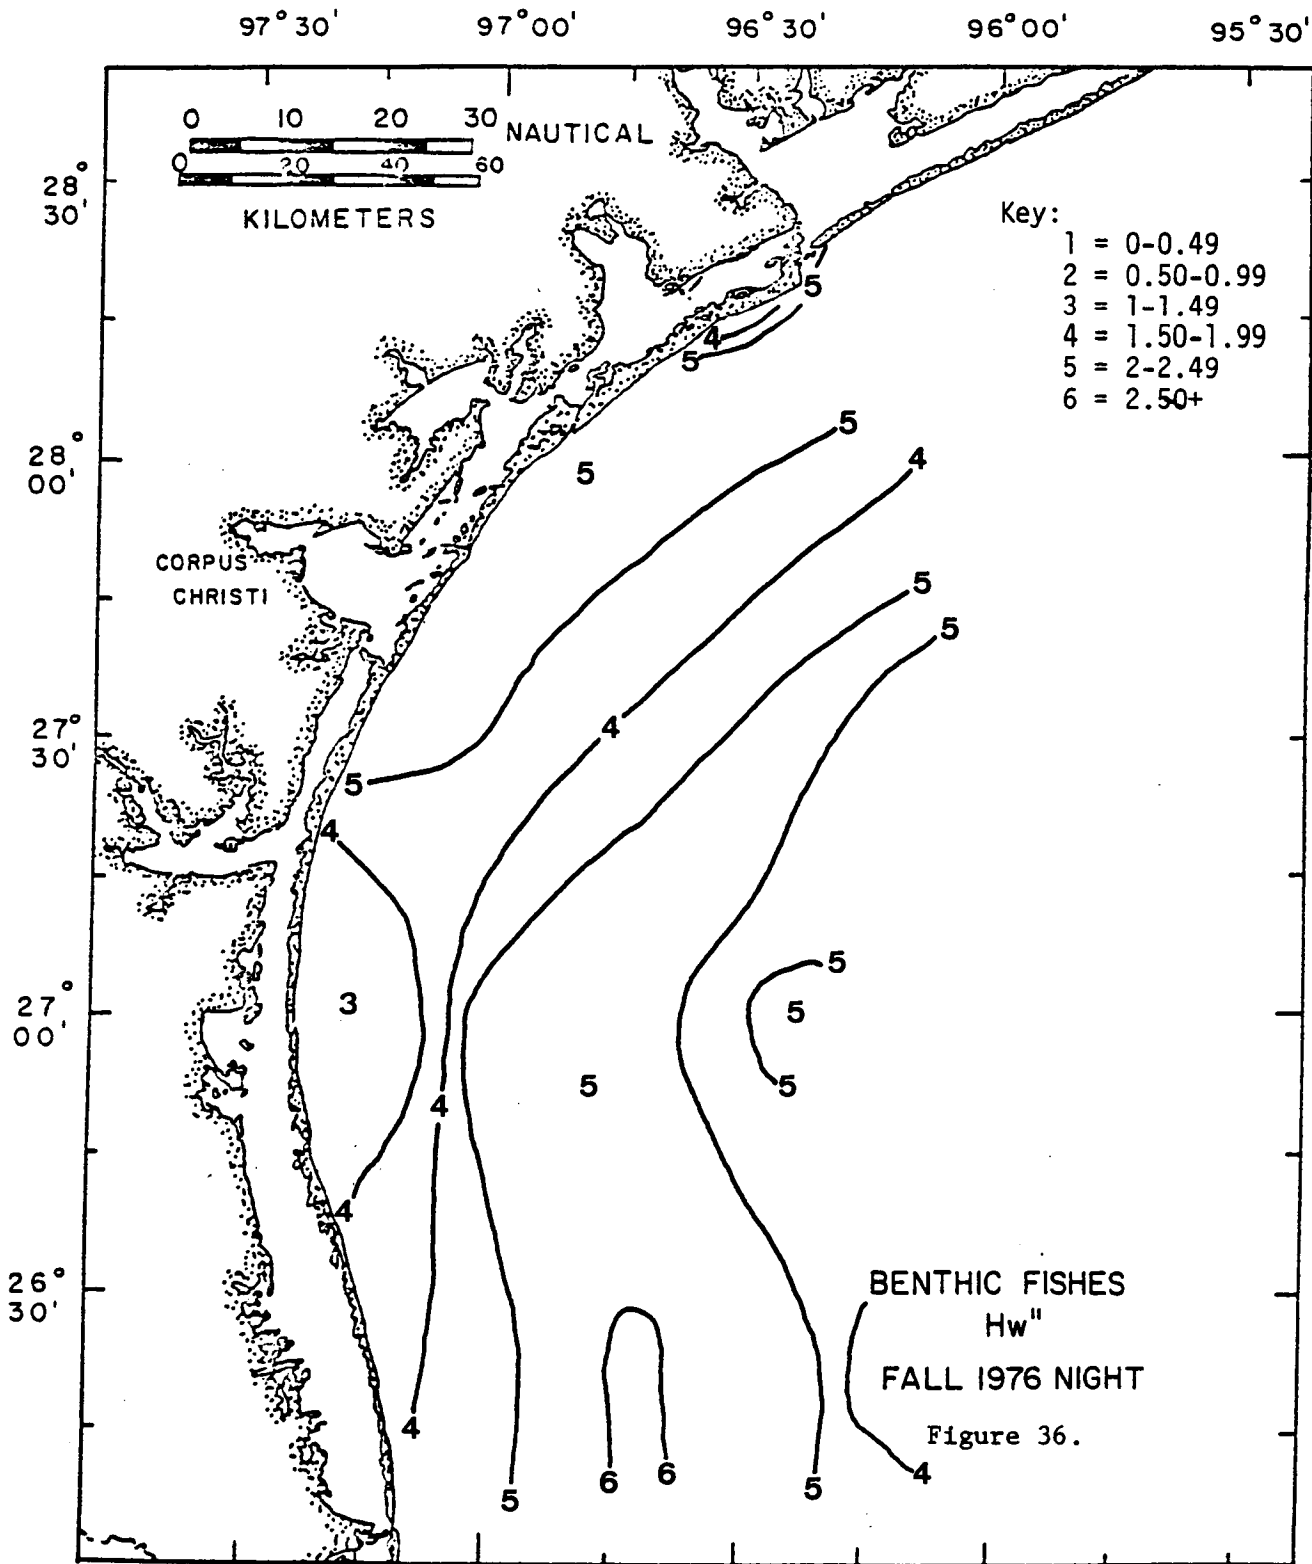 97°30' 97°00' 96°30' 96°00' 95°30'
0 10 20 30 NAUTICAL
0 20 40 60
KILOMETERS
28°
30'
Key:
1 = 0-0.49
2 = 0.50-0.99
3 = 1-1.49
4 = 1.50-1.99
5 = 2-2.49
6 = 2.50+
5
4
5
5
4
28°
00'
5
CORPUS
CHRISTI
5
5
27°
30'
4
5
4
5
27°
00'
3
5
5
5
4
4
26°
30'
BENTHIC FISHES
Hw"
FALL 1976 NIGHT
Figure 36.
4
5
6
6
5
4